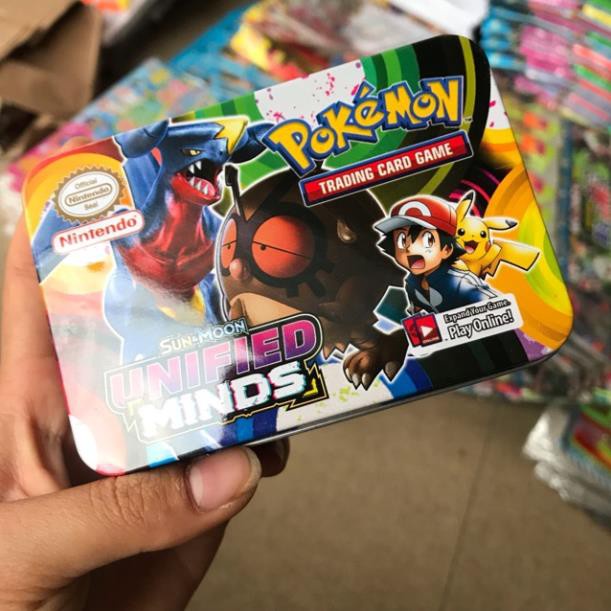 POKéMON
TRADING CARD GAME
Official
Nintendo
Seal
Nintendo
Expand Your Game.
Play Online!
SUN & MOON
UNIFIED
MINDS